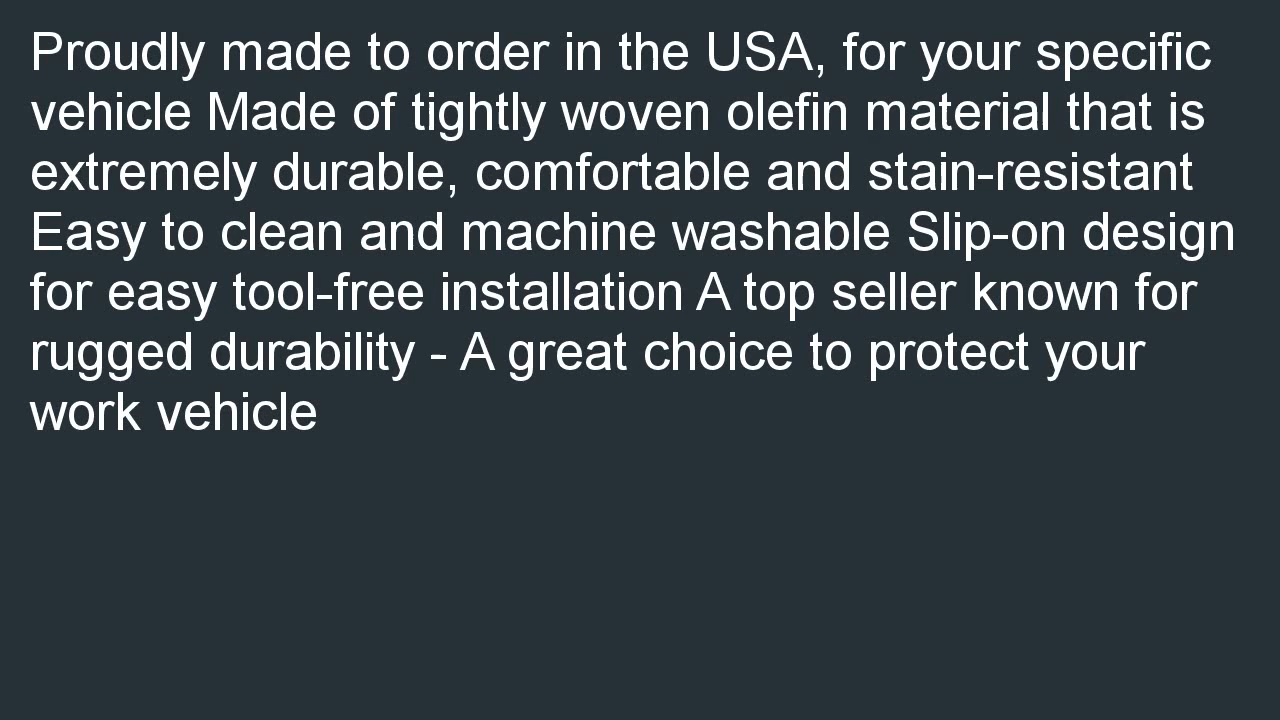 Proudly made to order in the USA, for your specific
vehicle Made of tightly woven olefin material that is
extremely durable, comfortable and stain-resistant
Easy to clean and machine washable Slip-on design
for easy tool-free installation A top seller known for
rugged durability - A great choice to protect your
work vehicle